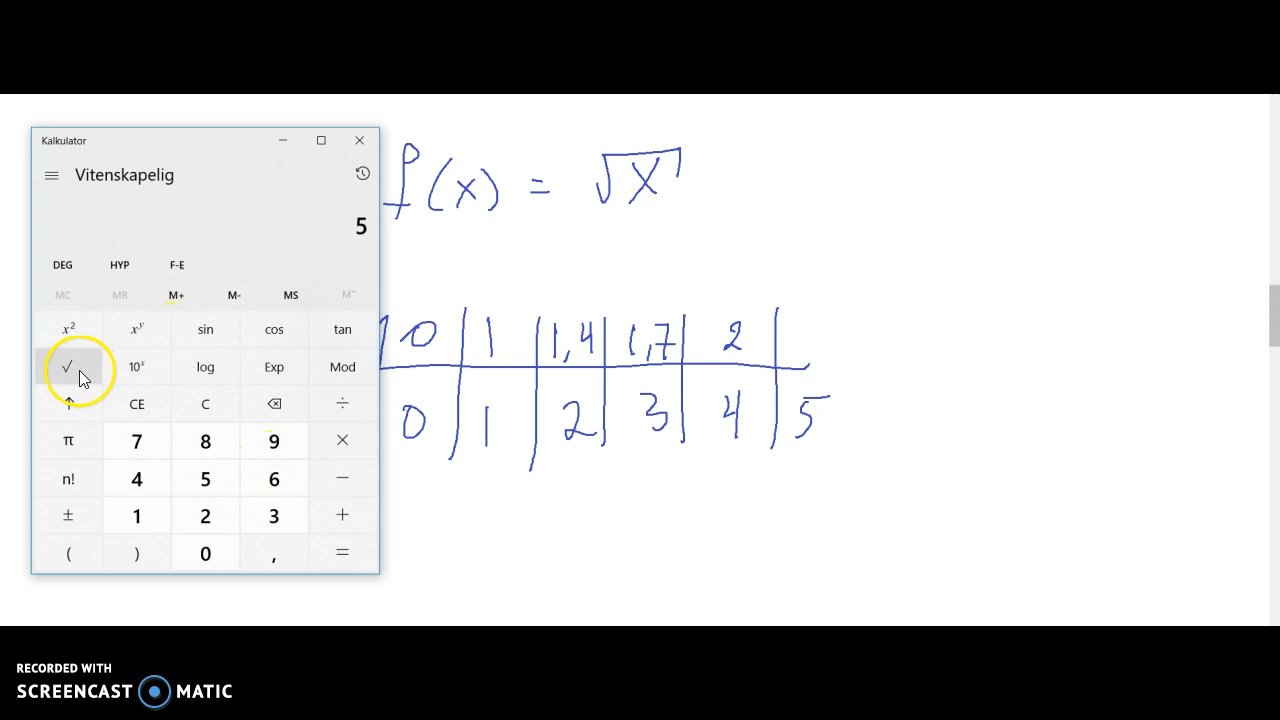 Kalkulator
Vitenskapelig
5
DEG HYP F-E
MC MR M+ M- MS M˅
x² xʸ sin cos tan
√ 10ˣ log Exp Mod
↑ CE C ⌫ ÷
π 7 8 9 ×
n! 4 5 6 −
± 1 2 3 +
( ) 0 , =
f(x) = √x
0 | 1 | 1,4 | 1,7 | 2 |
0 | 1 | 2 | 3 | 4 | 5
RECORDED WITH
SCREENCAST MATIC